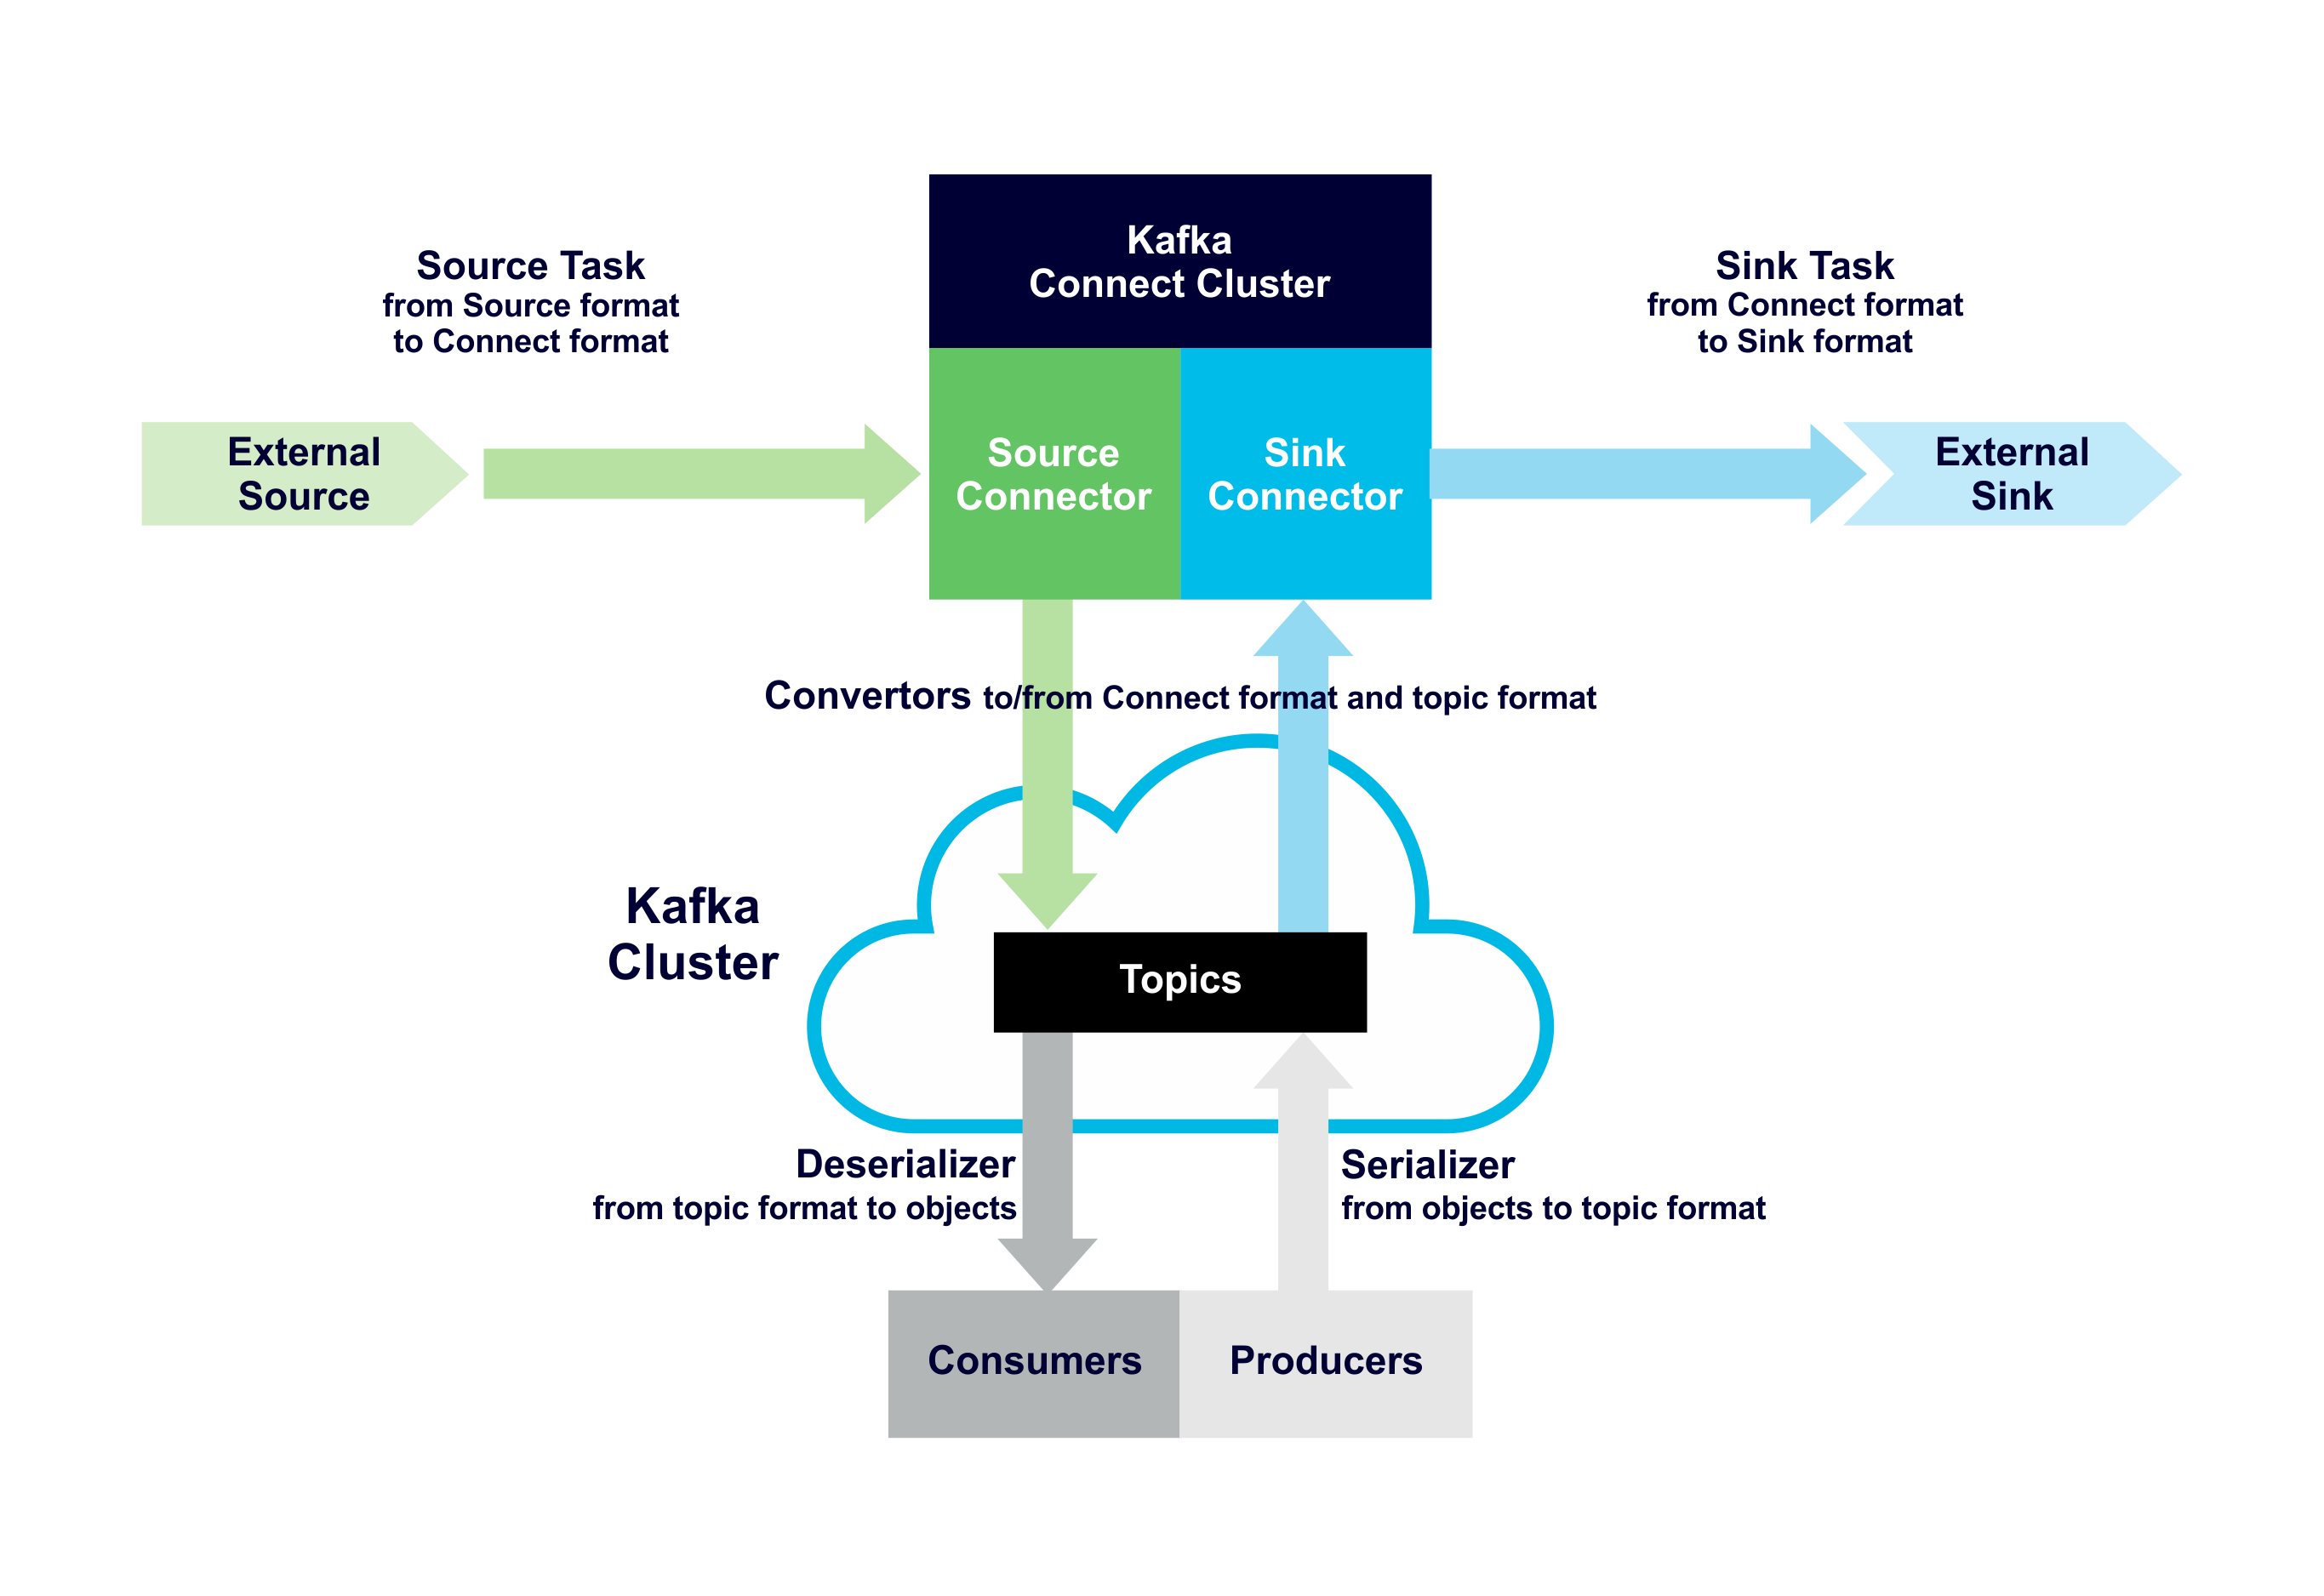 Kafka
Connect Cluster
Source Task
from Source format
to Connect format
Sink Task
from Connect format
to Sink format
External
Source
Source
Connector
Sink
Connector
External
Sink
Convertors to/from Connect format and topic format
Kafka
Cluster
Topics
Deserializer
from topic format to objects
Serializer
from objects to topic format
Consumers
Producers